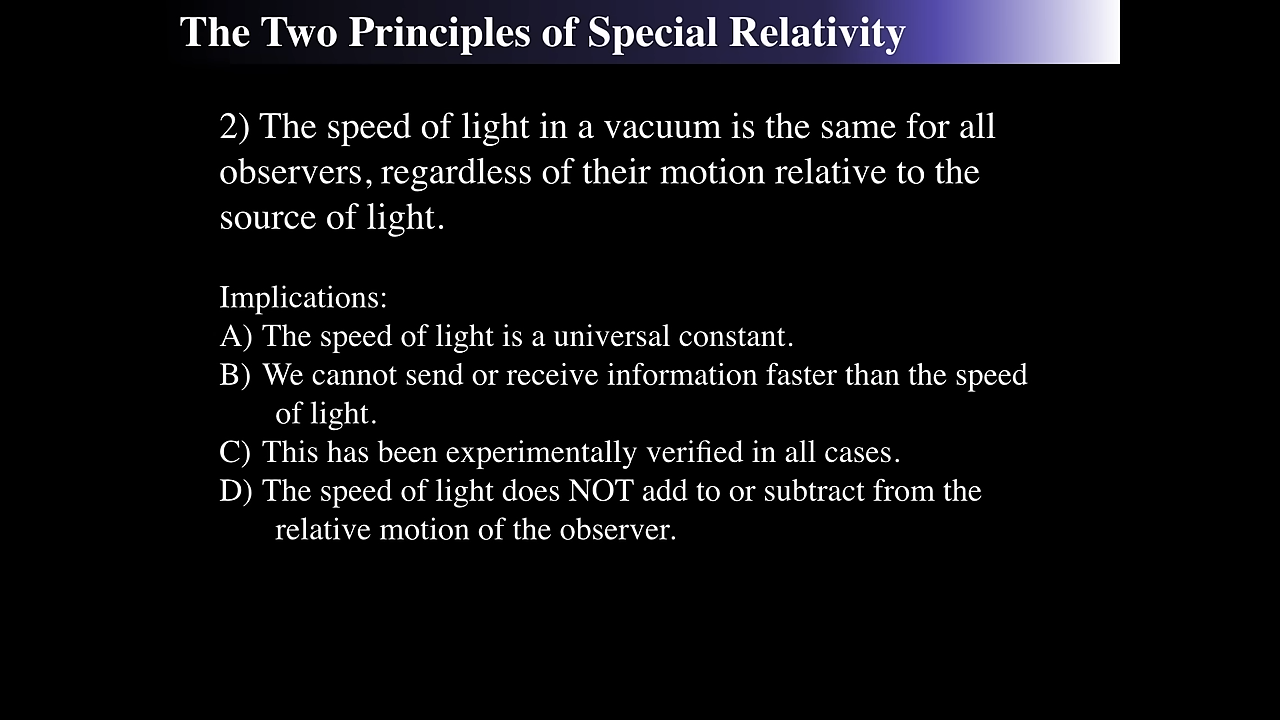 The Two Principles of Special Relativity
2) The speed of light in a vacuum is the same for all
observers, regardless of their motion relative to the
source of light.
Implications:
A) The speed of light is a universal constant.
B) We cannot send or receive information faster than the speed
of light.
C) This has been experimentally verified in all cases.
D) The speed of light does NOT add to or subtract from the
relative motion of the observer.